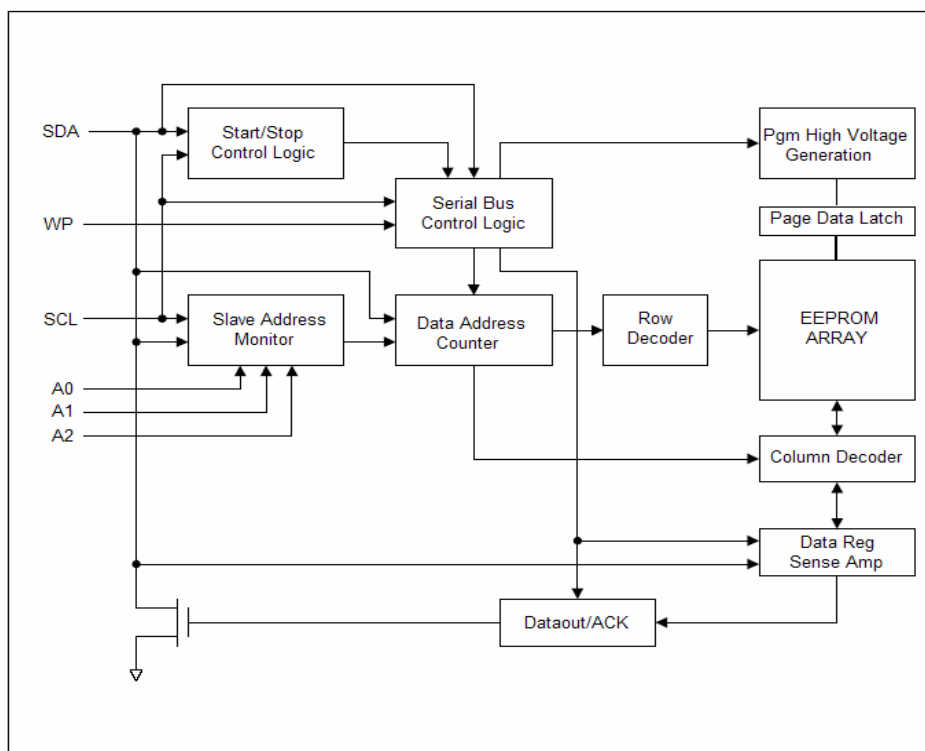 SDA
Start/Stop
Control Logic
Pgm High Voltage
Generation
WP
Serial Bus
Control Logic
Page Data Latch
SCL
Slave Address
Monitor
Data Address
Counter
Row
Decoder
EEPROM
ARRAY
A0
A1
A2
Column Decoder
Data Reg
Sense Amp
Dataout/ACK